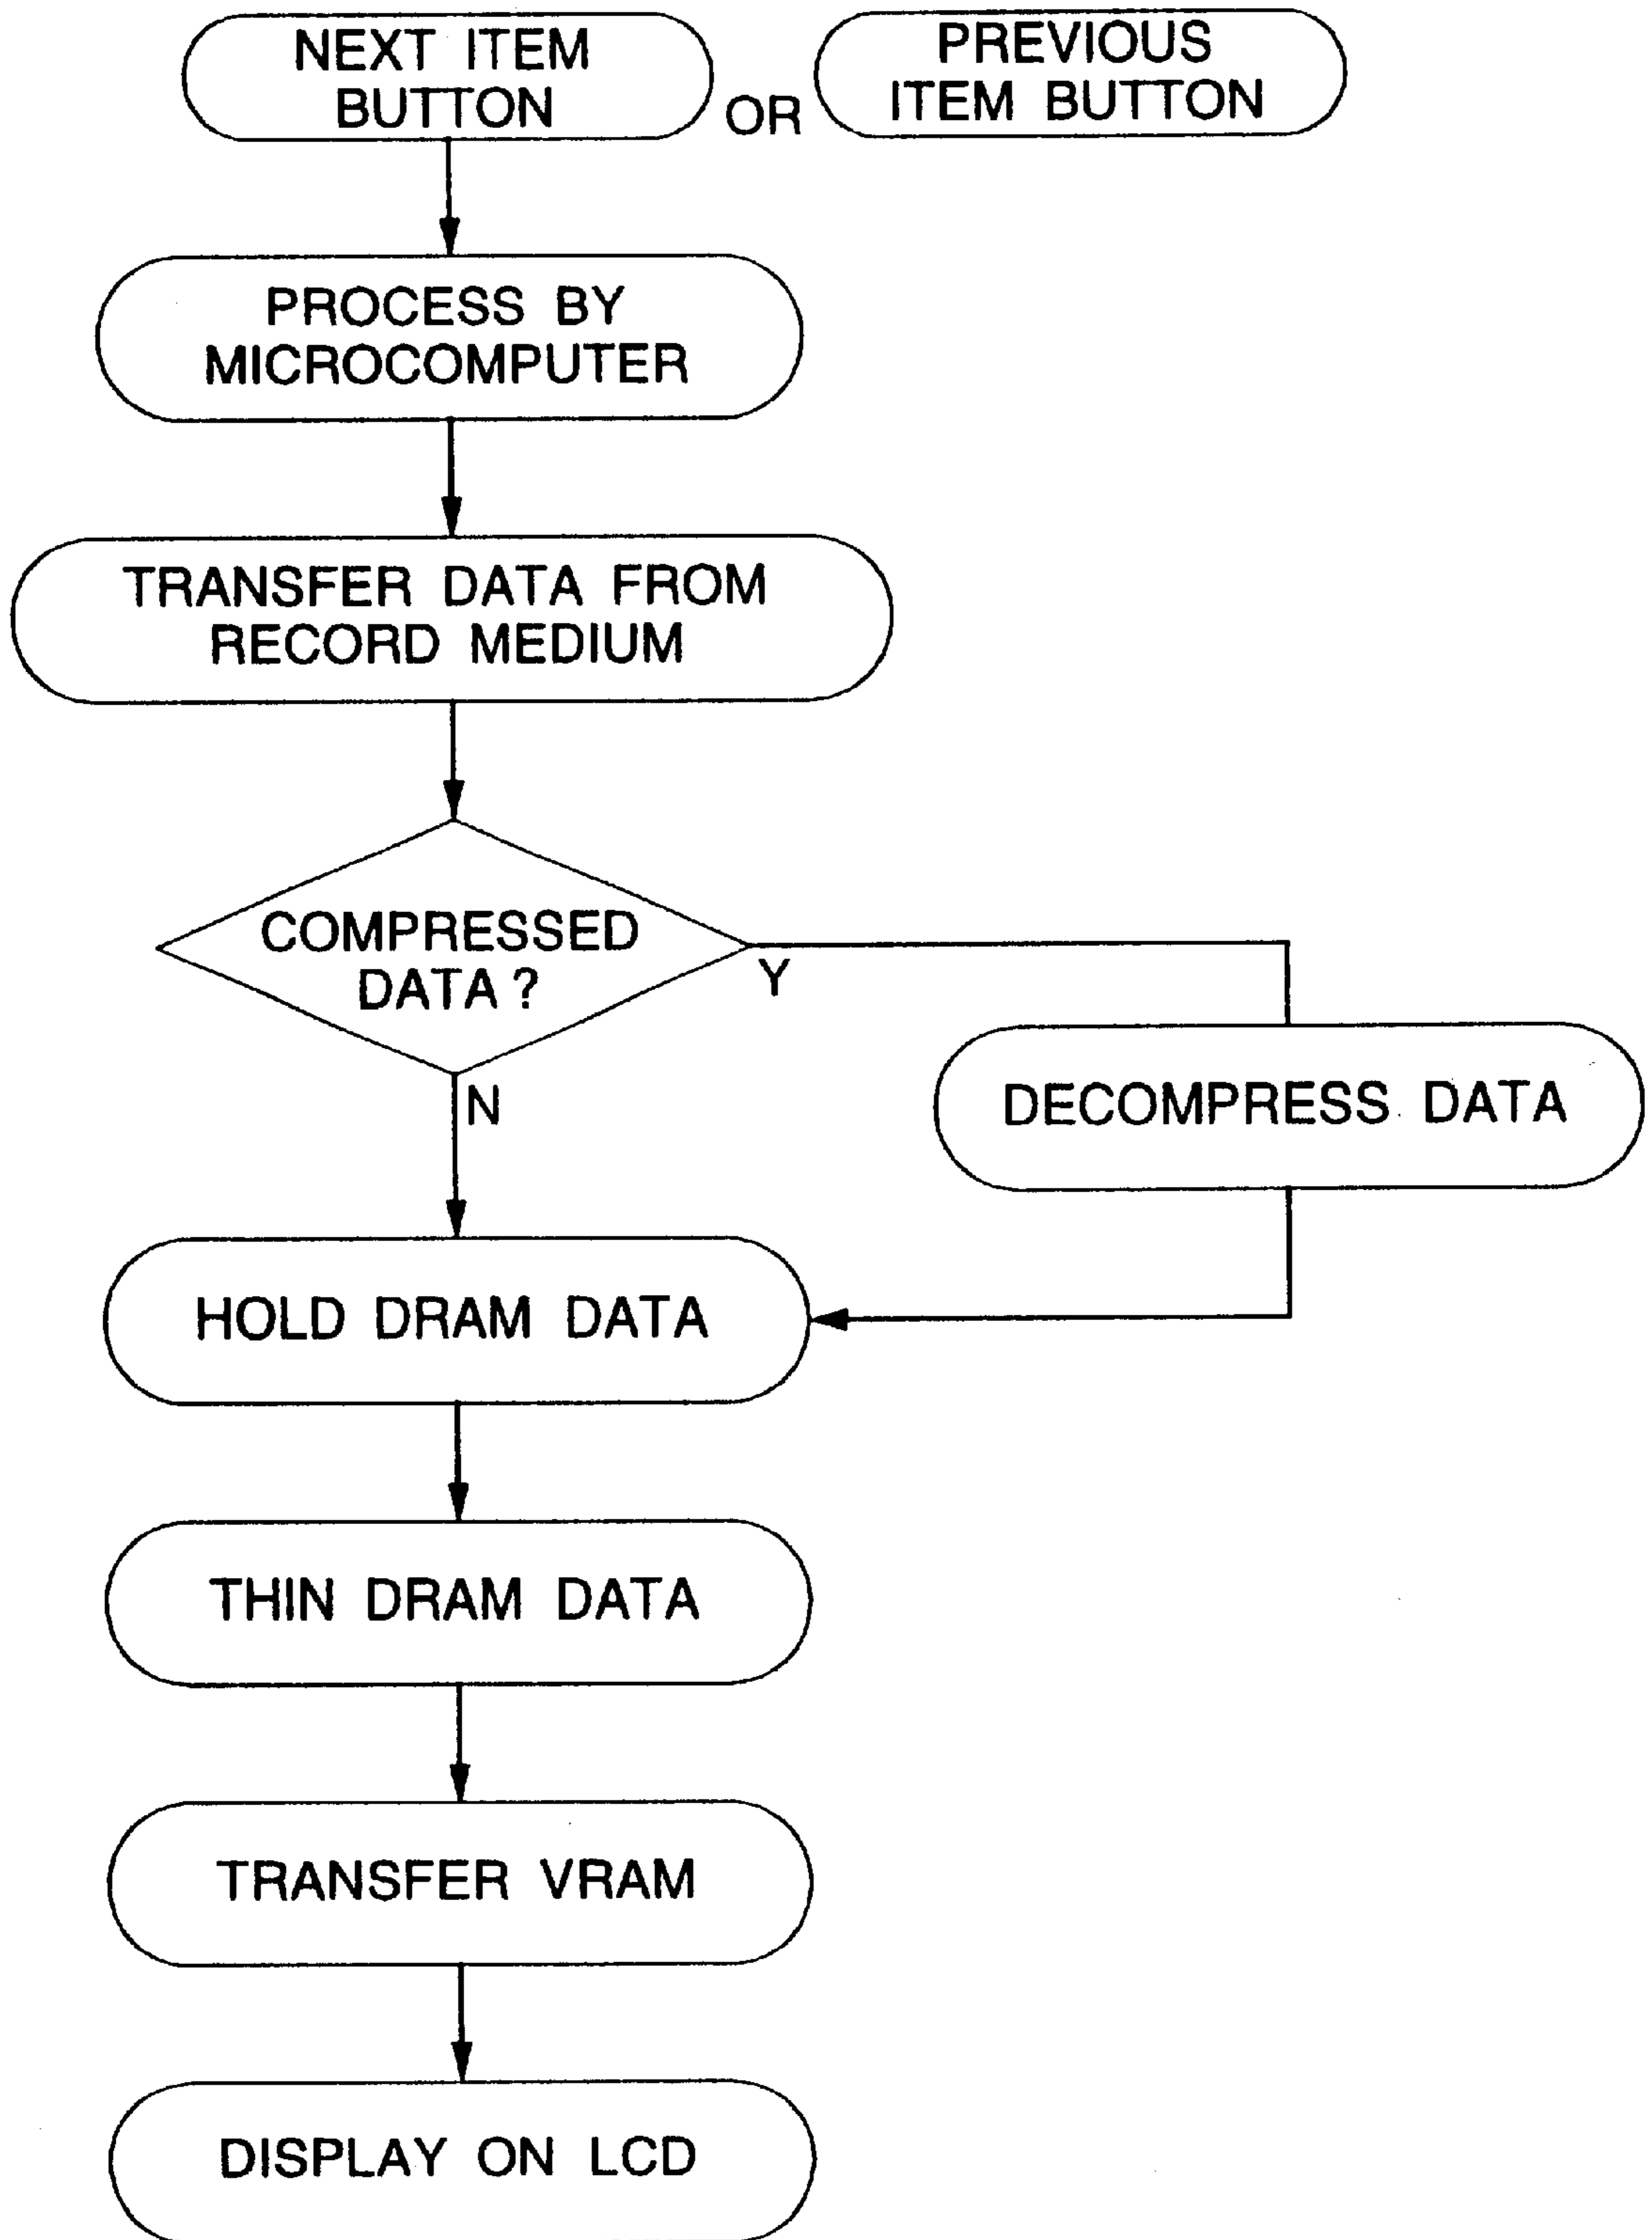 NEXT ITEM
BUTTON
OR
PREVIOUS
ITEM BUTTON
PROCESS BY
MICROCOMPUTER
TRANSFER DATA FROM
RECORD MEDIUM
COMPRESSED
DATA?
Y
N
DECOMPRESS DATA
HOLD DRAM DATA
THIN DRAM DATA
TRANSFER VRAM
DISPLAY ON LCD